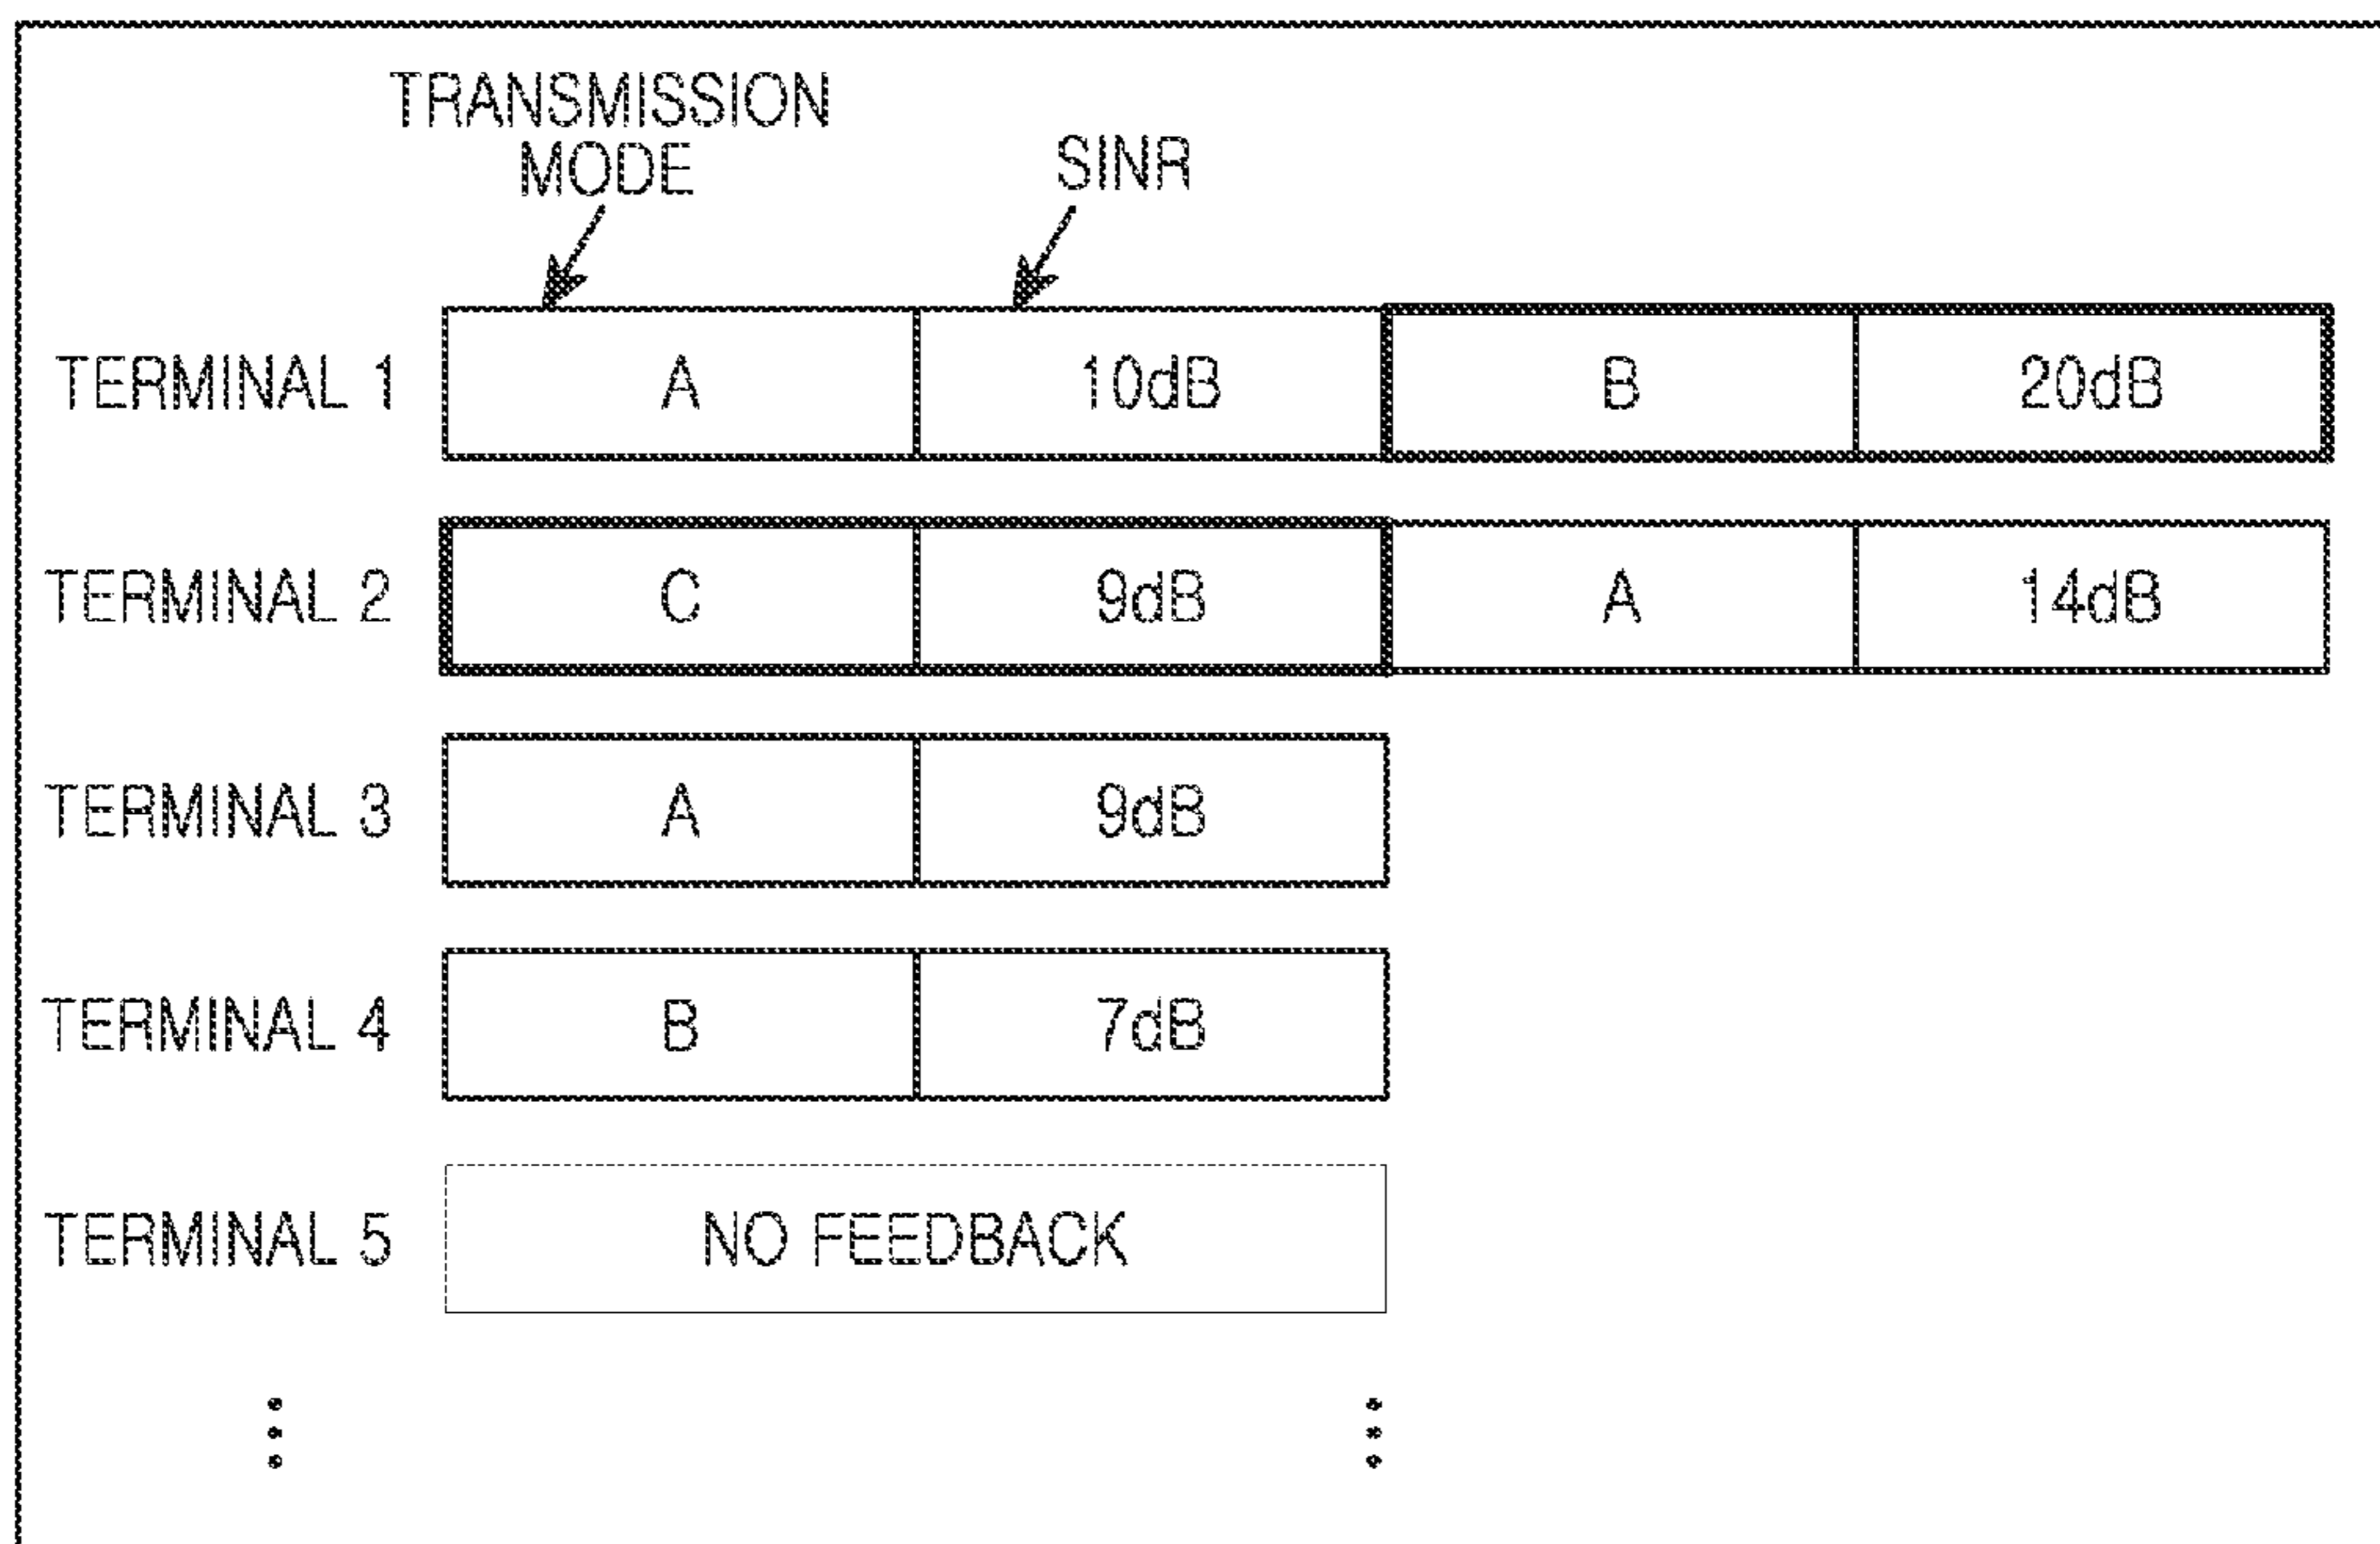 TRANSMISSION
MODE
SINR
TERMINAL 1 A 10dB B 20dB
TERMINAL 2 C 9dB A 14dB
TERMINAL 3 A 9dB
TERMINAL 4 B 7dB
TERMINAL 5 NO FEEDBACK